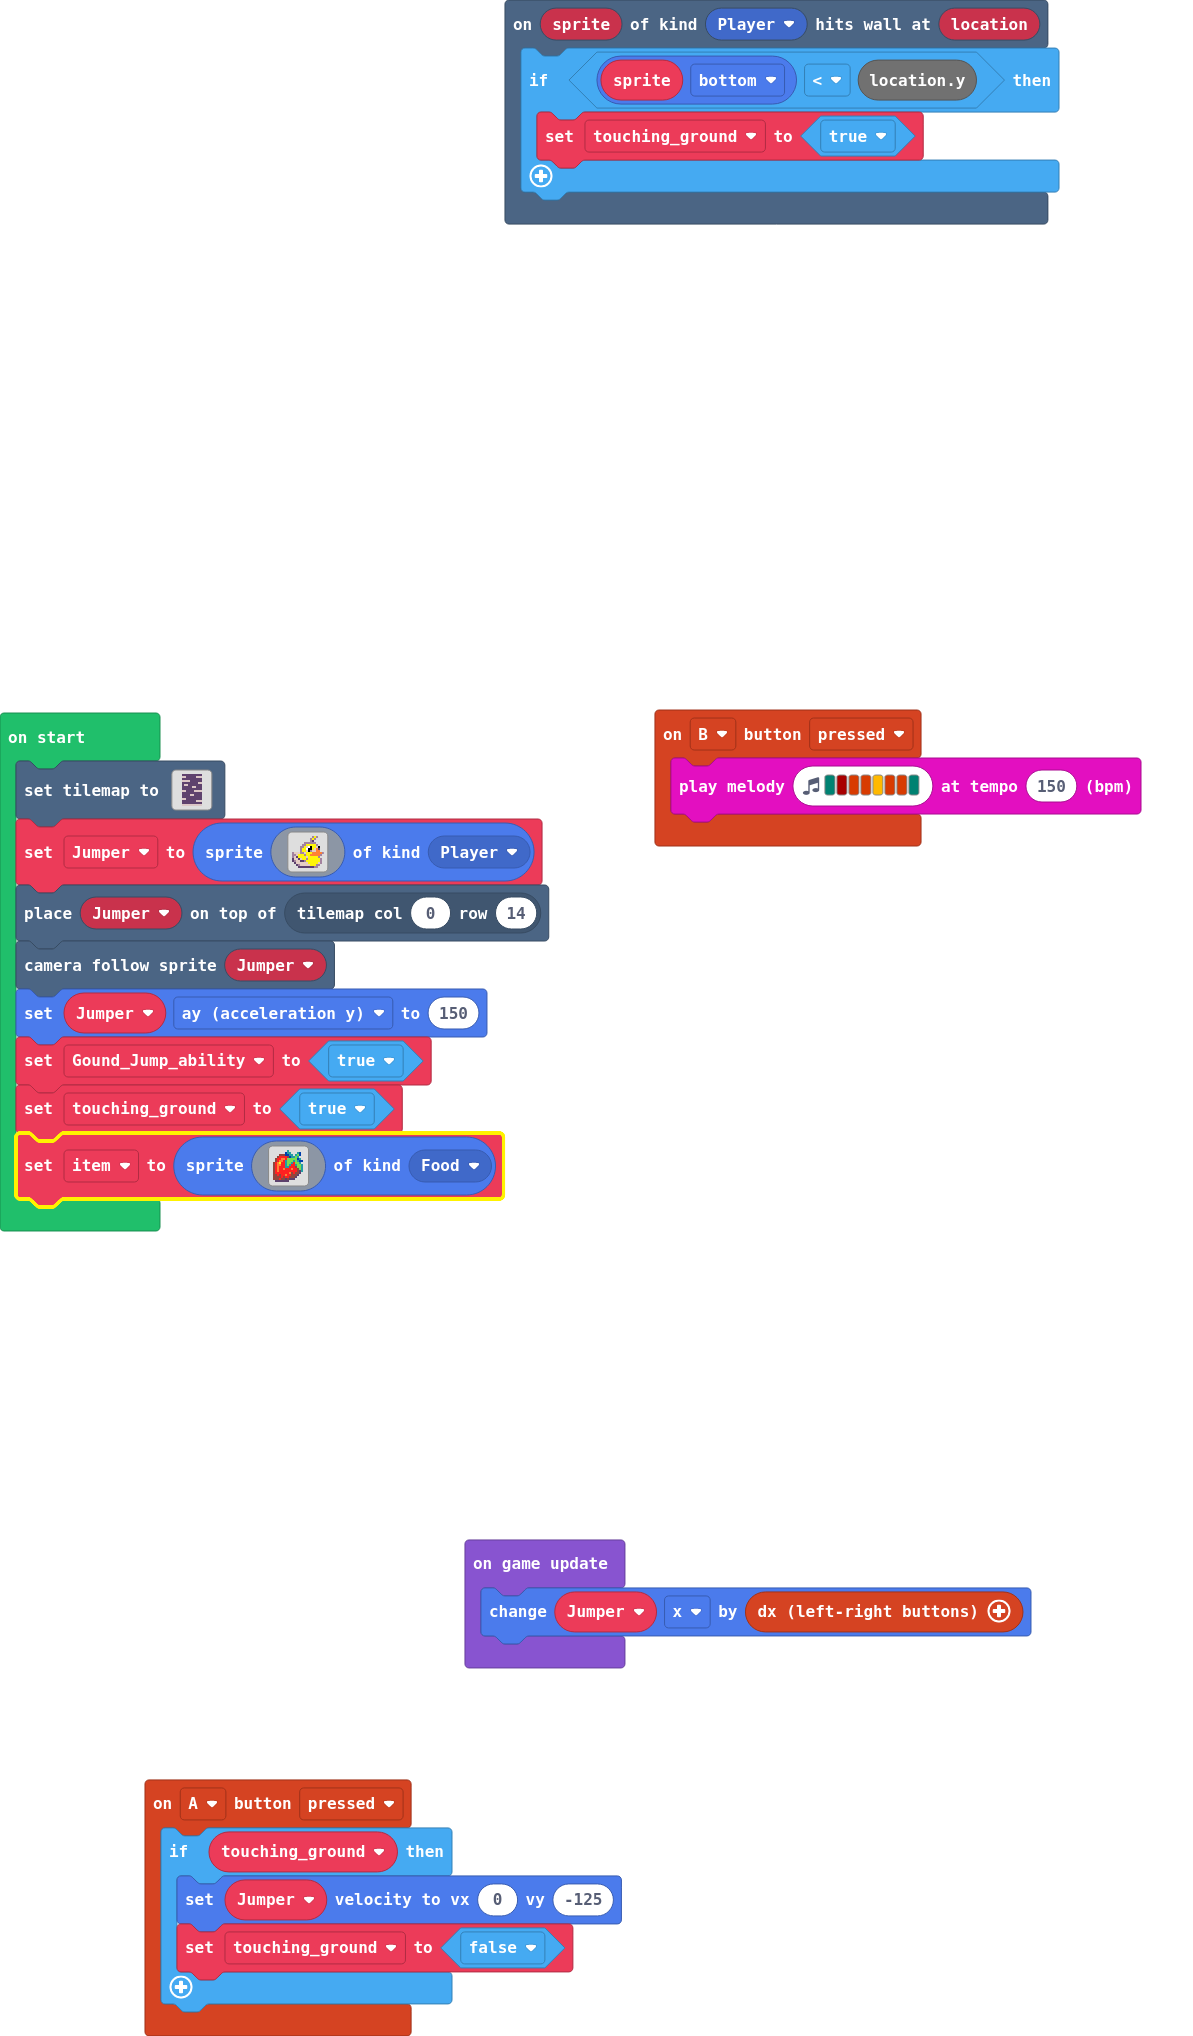 on sprite of kind Player hits wall at location
if sprite bottom < location.y then
set touching_ground to true
on start
set tilemap to
set Jumper to sprite of kind Player
place Jumper on top of tilemap col 0 row 14
camera follow sprite Jumper
set Jumper ay (acceleration y) to 150
set Gound_Jump_ability to true
set touching_ground to true
set item to sprite of kind Food
on B button pressed
play melody at tempo 150 (bpm)
on game update
change Jumper x by dx (left-right buttons)
on A button pressed
if touching_ground then
set Jumper velocity to vx 0 vy -125
set touching_ground to false